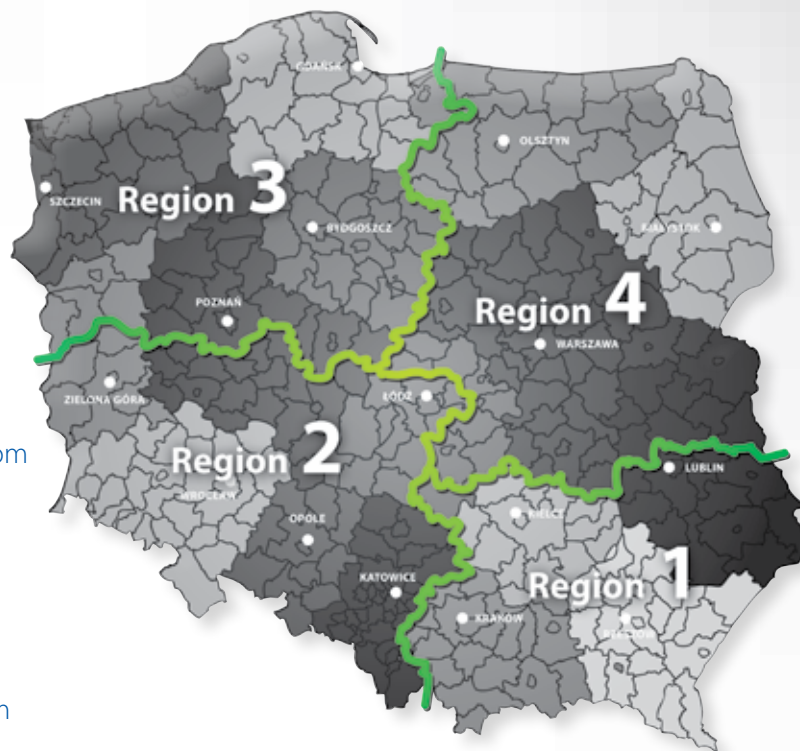 GDAŃSK
OLSZTYN
SZCZECIN
Region 3
BYDGOSZCZ
BIAŁYSTOK
Region 4
POZNAŃ
WARSZAWA
ZIELONA GÓRA
ŁÓDŹ
om
Region 2
WROCŁAW
LUBLIN
OPOLE
KIELCE
KATOWICE
Region 1
KRAKÓW
RZESZÓW